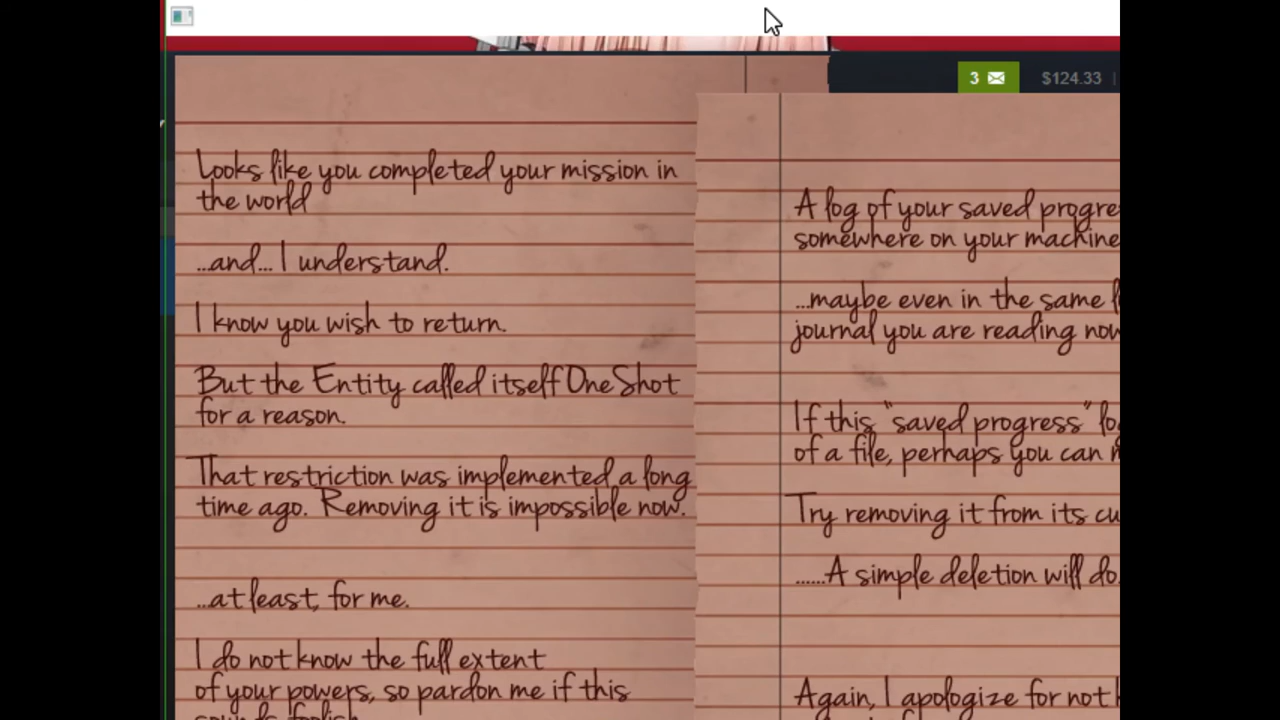 3
$124.33
Looks like you completed your mission in
the world
...and... I understand.
I know you wish to return.
But the Entity called itself OneShot
for a reason.
That restriction was implemented a long
time ago. Removing it is impossible now.
...at least, for me.
I do not know the full extent
of your powers, so pardon me if this
sounds foolish
A log of your saved
somewhere on your machine
...maybe even in the same
journal you are reading
If this "saved progress"
of a file, perhaps you can
Try removing it from its
......A simple deletion will do.
Again, I apologize for not